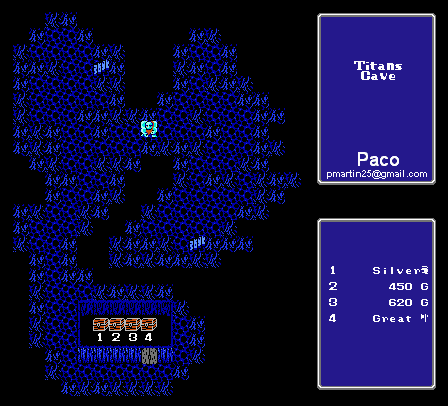 Titans
Cave
Paco
pmartin25@gmail.com
1 Silver
2 450 G
3 620 G
4 Great
1 2 3 4